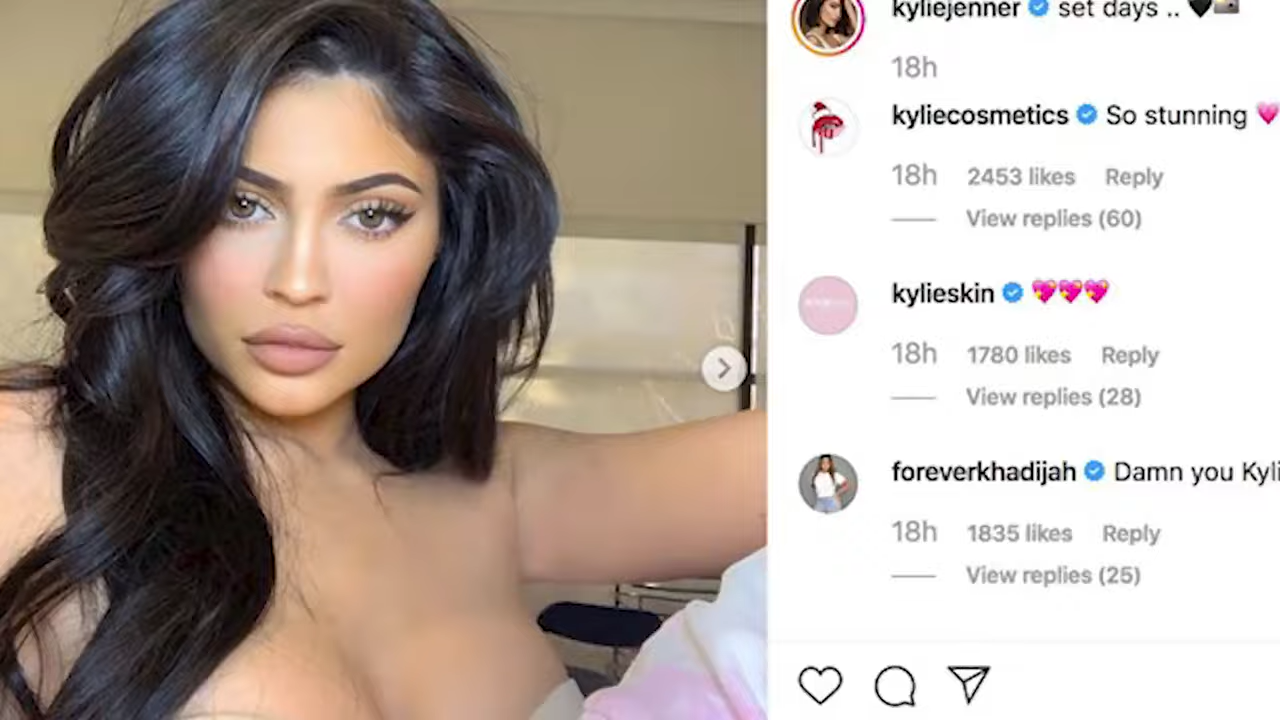 kyliejenner set days .. 🖤📷
18h
kyliecosmetics So stunning 💗
18h 2453 likes Reply
View replies (60)
kylieskin 💖💖💖
18h 1780 likes Reply
View replies (28)
foreverkhadijah Damn you Kyli
18h 1835 likes Reply
View replies (25)